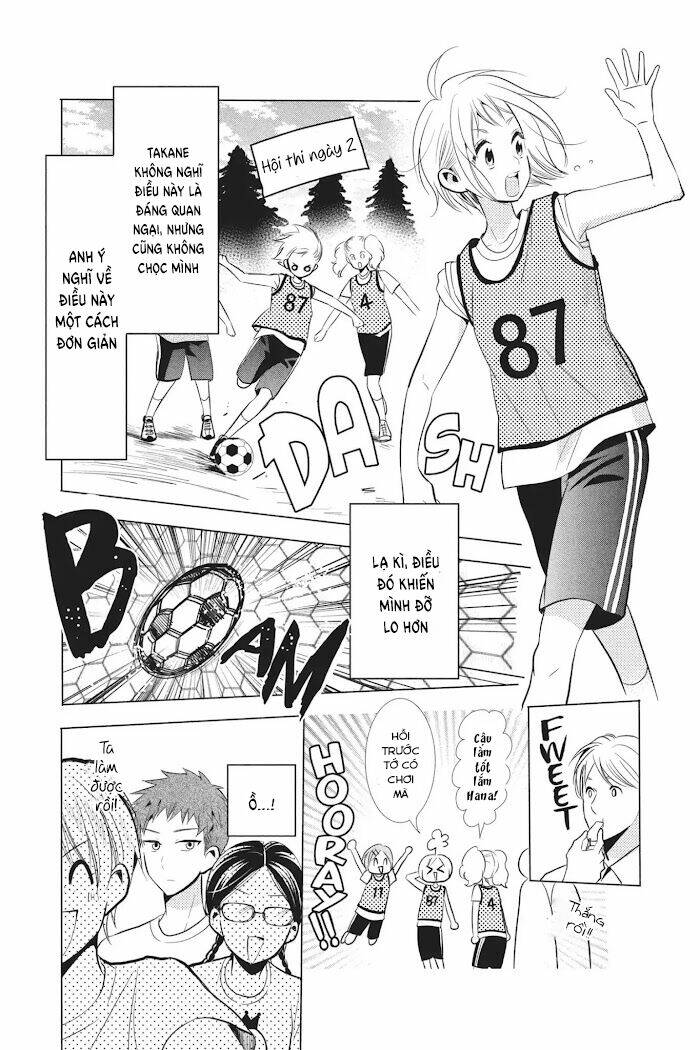 Hội thi ngày 2
TAKANE
KHÔNG NGHĨ
ĐIỀU NÀY LÀ
ĐÁNG QUAN
NGẠI, NHƯNG
CŨNG KHÔNG
CHỌC MÌNH
ANH Ý
NGHĨ VỀ
ĐIỀU NÀY
MỘT CÁCH
ĐƠN GIẢN
87
4
87
DA
SH
LẠ KÌ, ĐIỀU
ĐÓ KHIẾN
MÌNH ĐỠ
LO HƠN
B
AM
FWEET
Cậu
làm
tốt
lắm
Hana!
HỒI
TRƯỚC
TỚ CÓ
CHƠI
MÀ
HOORAY!!!
11
87
4
Thắng
rồi!!
Ồ...!
Ta
làm
được
rồi!